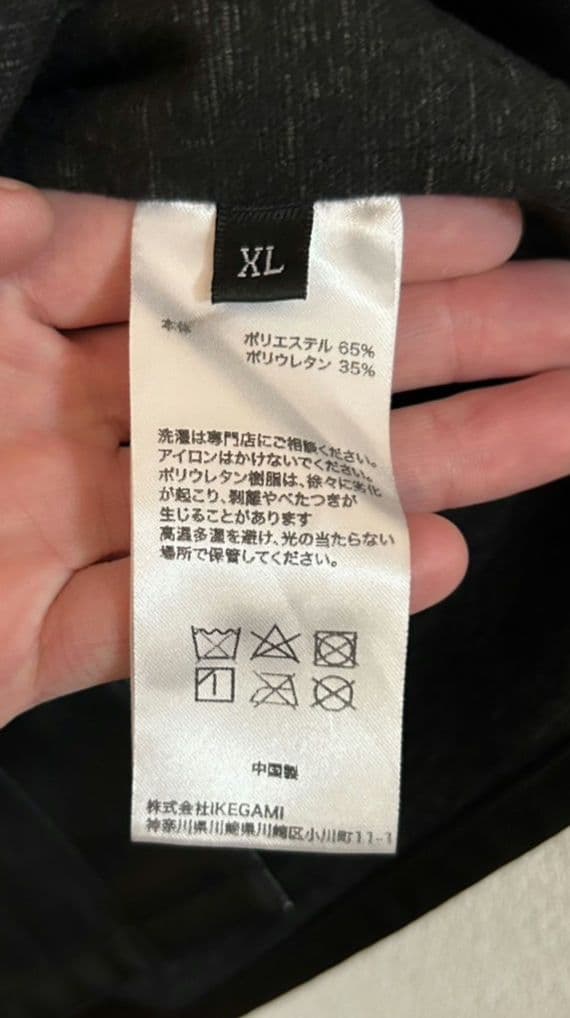 XL
本体
ポリエステル 65%
ポリウレタン 35%
洗濯は専門店にご相談ください。
アイロンはかけないでください。
ポリウレタン樹脂は、徐々に劣化
が起こり、剥離やべたつきが
生じることがあります
高温多湿を避け、光の当たらない
場所で保管してください。
中国製
株式会社IKEGAMI
神奈川県川崎県川崎区小川町11-1